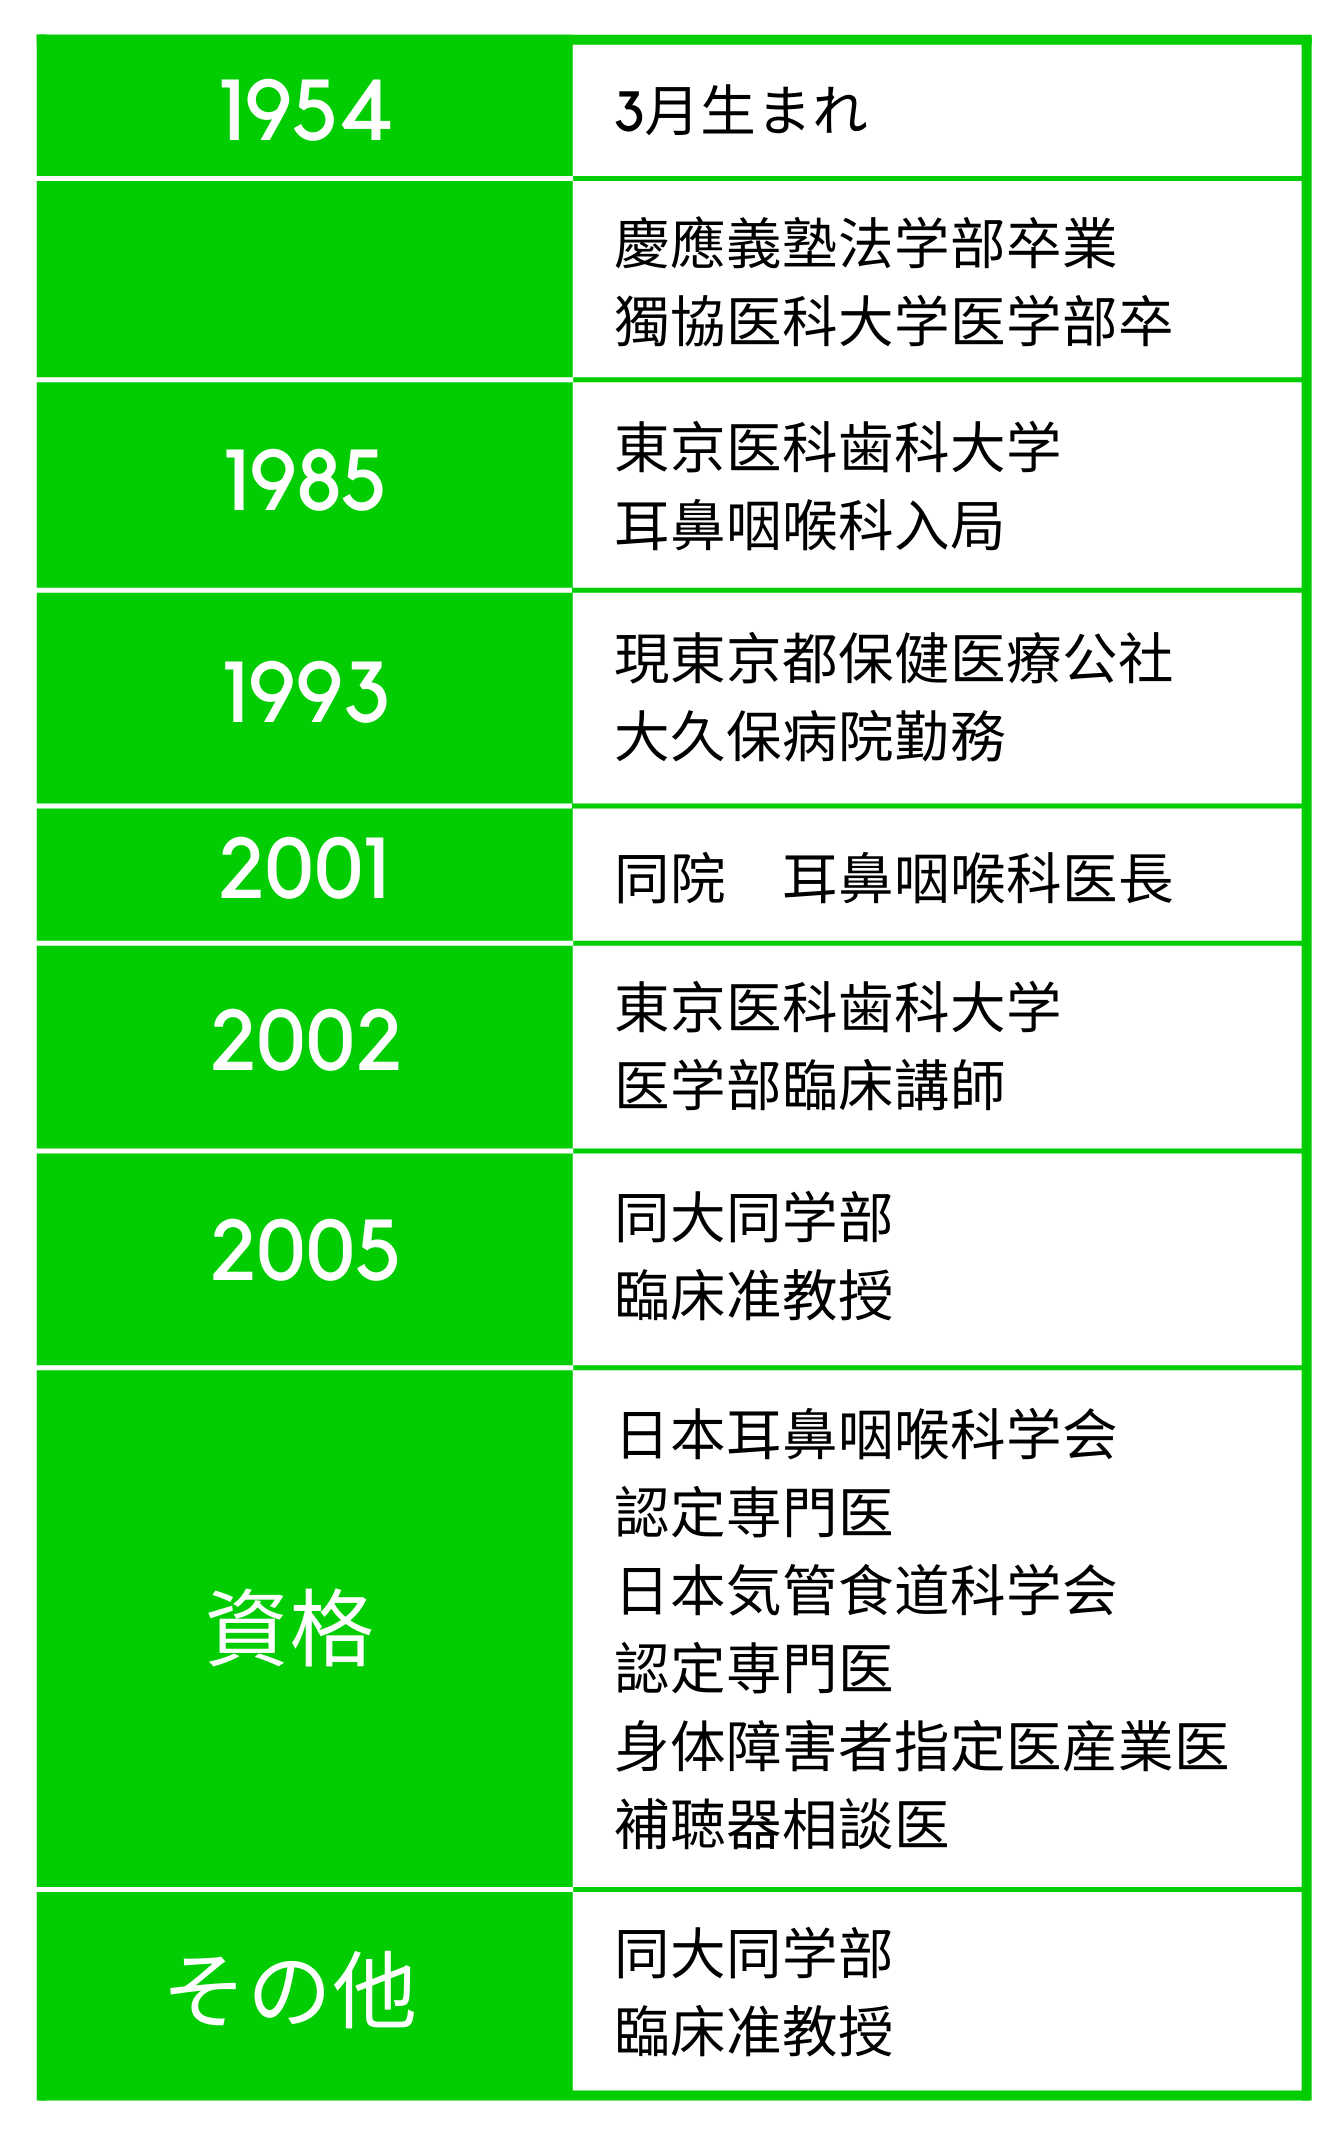 1954
3月生まれ
慶應義塾法学部卒業
獨協医科大学医学部卒
1985
東京医科歯科大学
耳鼻咽喉科入局
1993
現東京都保健医療公社
大久保病院勤務
2001
同院　耳鼻咽喉科医長
2002
東京医科歯科大学
医学部臨床講師
2005
同大同学部
臨床准教授
資格
日本耳鼻咽喉科学会
認定専門医
日本気管食道科学会
認定専門医
身体障害者指定医産業医
補聴器相談医
その他
同大同学部
臨床准教授